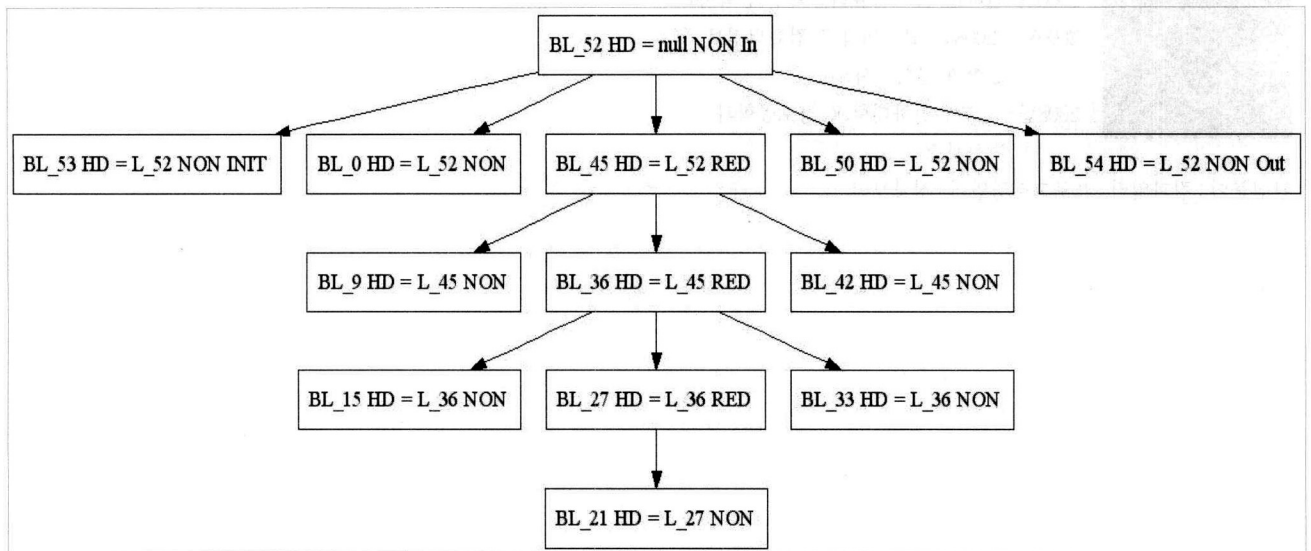 BL_52 HD = null NON In
BL_53 HD = L_52 NON INIT
BL_0 HD = L_52 NON
BL_45 HD = L_52 RED
BL_50 HD = L_52 NON
BL_54 HD = L_52 NON Out
BL_9 HD = L_45 NON
BL_36 HD = L_45 RED
BL_42 HD = L_45 NON
BL_15 HD = L_36 NON
BL_27 HD = L_36 RED
BL_33 HD = L_36 NON
BL_21 HD = L_27 NON